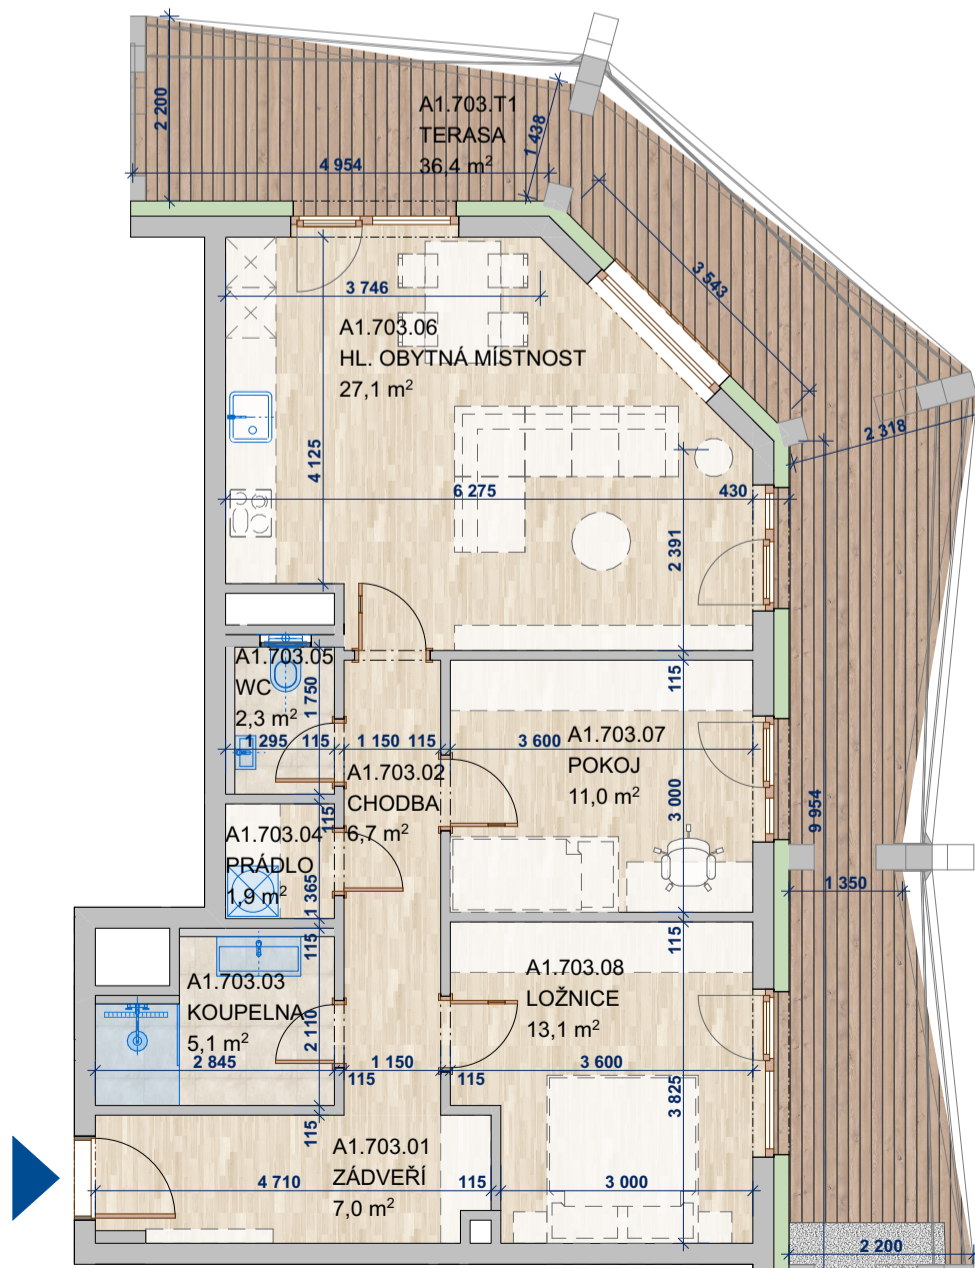 2 200
A1.703.T1
TERASA
36,4 m²
1 438
4 954
3 543
3 746
A1.703.06
HL. OBYTNÁ MÍSTNOST
27,1 m²
2 318
4 125
6 275
430
2 391
A1.703.05
WC
2,3 m²
1 750
115
1 295
115
1 150
115
3 600
A1.703.07
POKOJ
11,0 m²
A1.703.02
CHODBA
6,7 m²
3 000
9 954
115
A1.703.04
PRÁDLO
1,9 m²
1 365
1 350
115
115
A1.703.03
KOUPELNA
5,1 m²
A1.703.08
LOŽNICE
13,1 m²
2 110
2 845
1 150
3 600
115
115
3 825
115
A1.703.01
ZÁDVEŘÍ
7,0 m²
4 710
115
3 000
2 200